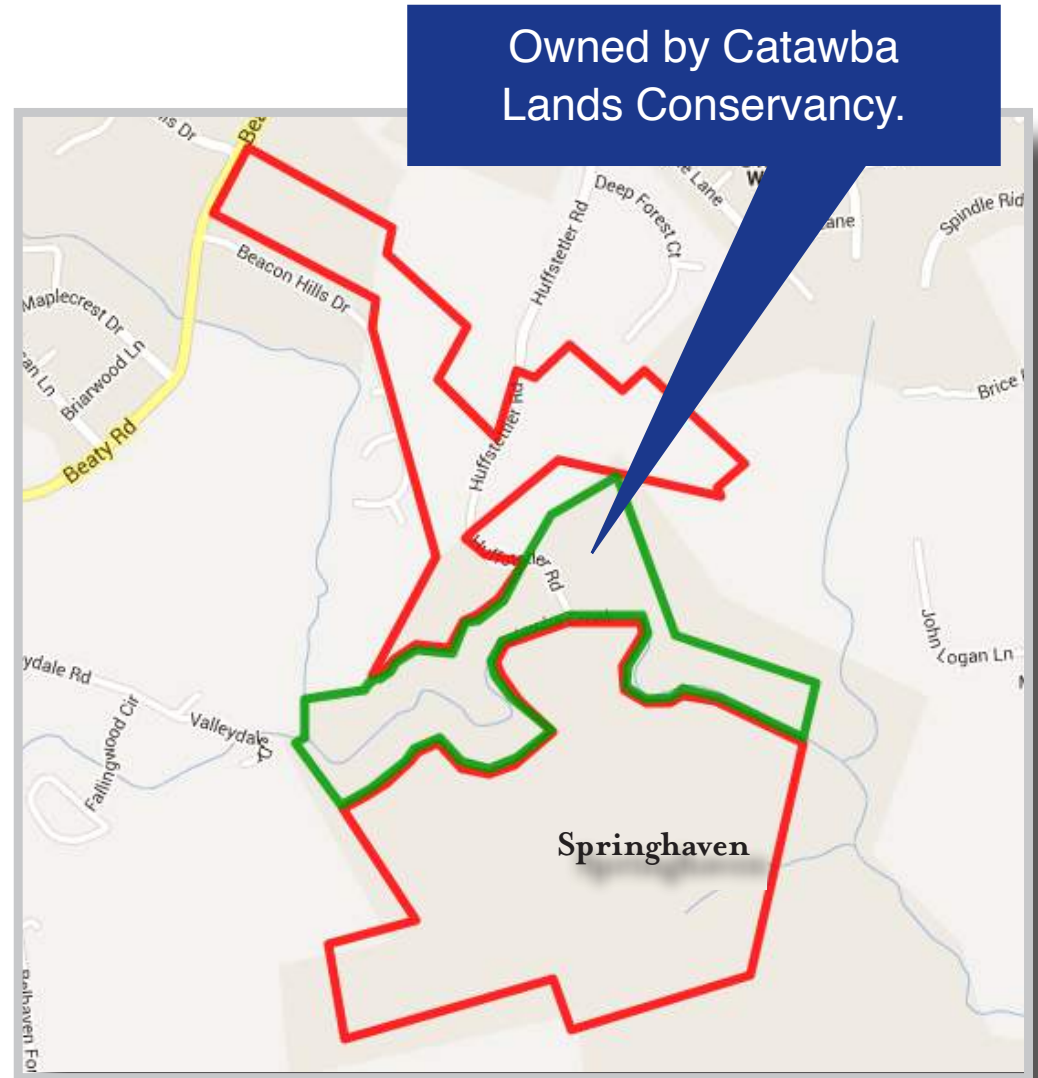 Owned by Catawba
Lands Conservancy.
Deep Forest Ct
Spindle
Huffstetler Rd
Beacon Hills Dr
Maplecrest Dr
Briarwood Ln
Beaty Rd
Brice
Huffstetler Rd
Huffstetler Rd
John Logan Ln
Valleydale
Fallingwood Cir
Springhaven